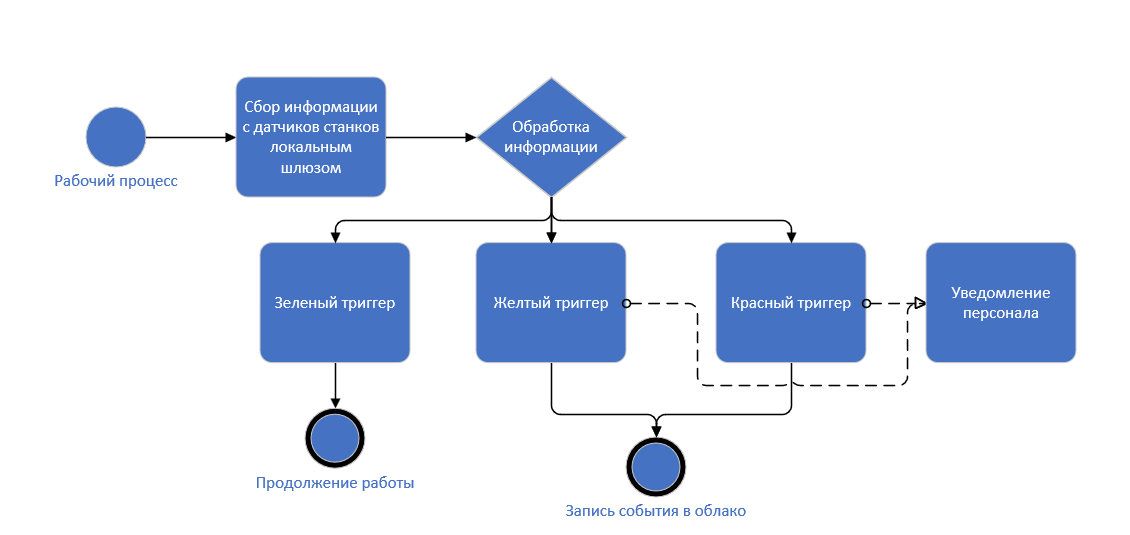 Рабочий процесс
Сбор информации
с датчиков станков
локальным
шлюзом
Обработка
информации
Зеленый триггер
Желтый триггер
Красный триггер
Уведомление
персонала
Продолжение работы
Запись события в облако